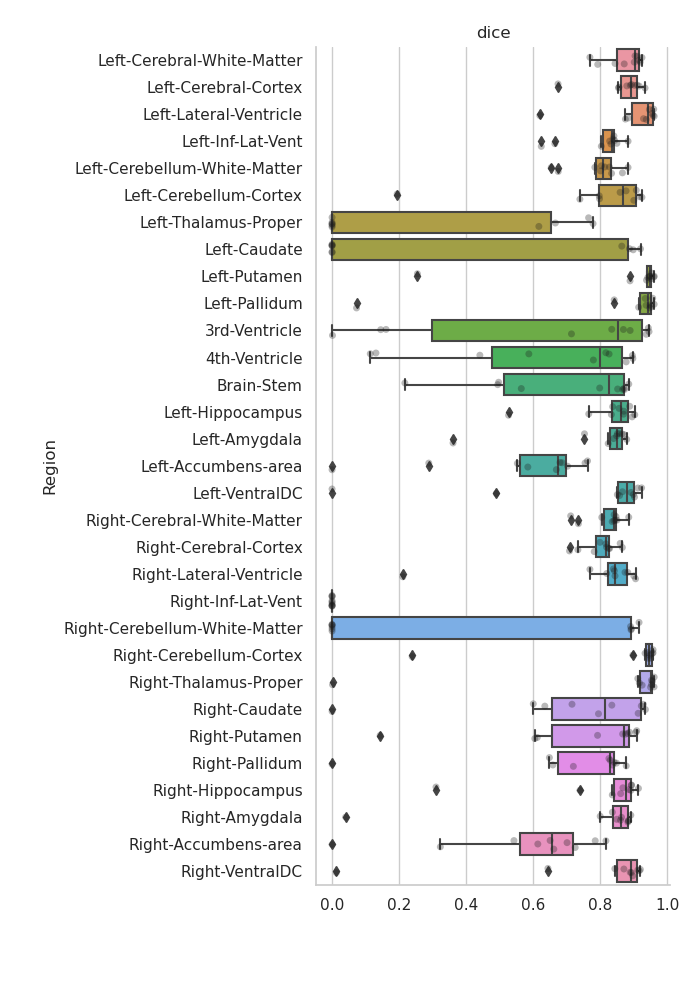 dice
Left-Cerebral-White-Matter
Left-Cerebral-Cortex
Left-Lateral-Ventricle
Left-Inf-Lat-Vent
Left-Cerebellum-White-Matter
Left-Cerebellum-Cortex
Left-Thalamus-Proper
Left-Caudate
Left-Putamen
Left-Pallidum
3rd-Ventricle
4th-Ventricle
Brain-Stem
Left-Hippocampus
Left-Amygdala
Left-Accumbens-area
Left-VentralDC
Right-Cerebral-White-Matter
Right-Cerebral-Cortex
Right-Lateral-Ventricle
Right-Inf-Lat-Vent
Right-Cerebellum-White-Matter
Right-Cerebellum-Cortex
Right-Thalamus-Proper
Right-Caudate
Right-Putamen
Right-Pallidum
Right-Hippocampus
Right-Amygdala
Right-Accumbens-area
Right-VentralDC
Region
0.0 0.2 0.4 0.6 0.8 1.0